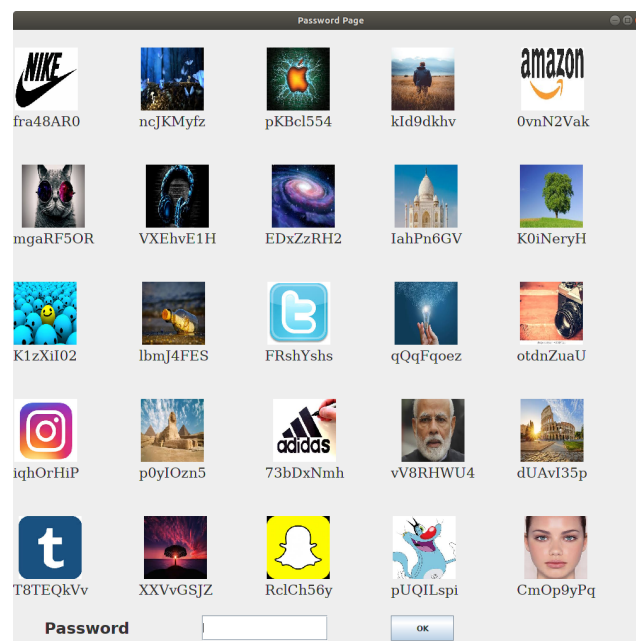 Password Page
NIKE
amazon
fra48AR0 ncJKMyfz pKBcl554 kId9dkhv 0vnN2Vak
mgaRF5OR VXEhvE1H EDxZzRH2 IahPn6GV K0iNeryH
K1zXiI02 lbmJ4FES FRshYshs qQqFqoez otdnZuaU
adidas
iqhOrHiP p0yIOzn5 73bDxNmh vV8RHWU4 dUAvI35p
t
T8TEQkVv XXVvGSJZ RclCh56y pUQILspi CmOp9yPq
Password OK